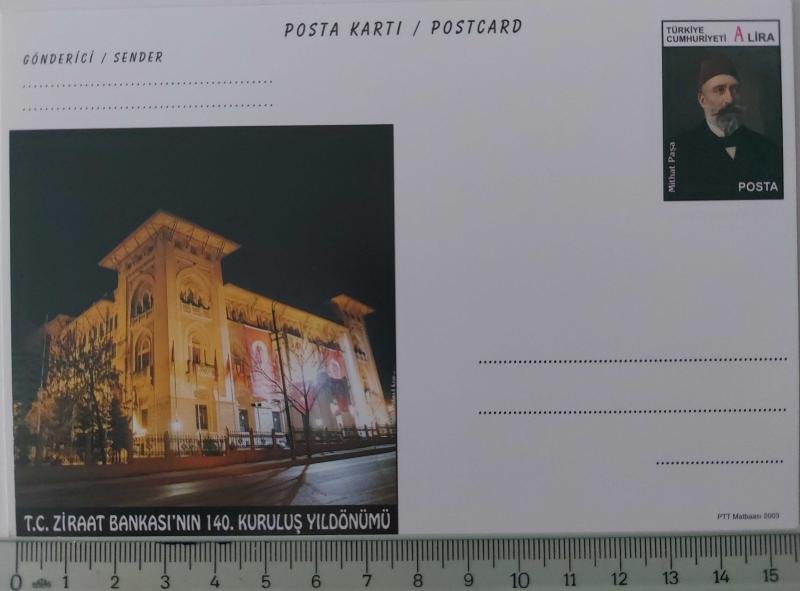 POSTA KARTI / POSTCARD
GÖNDERİCİ / SENDER
TÜRKİYE
CUMHURİYETİ A LİRA
Mithat Paşa
POSTA
T.C. ZİRAAT BANKASI'NIN 140. KURULUŞ YILDÖNÜMÜ
PTT Matbaası 2003
0 1 2 3 4 5 6 7 8 9 10 11 12 13 14 15